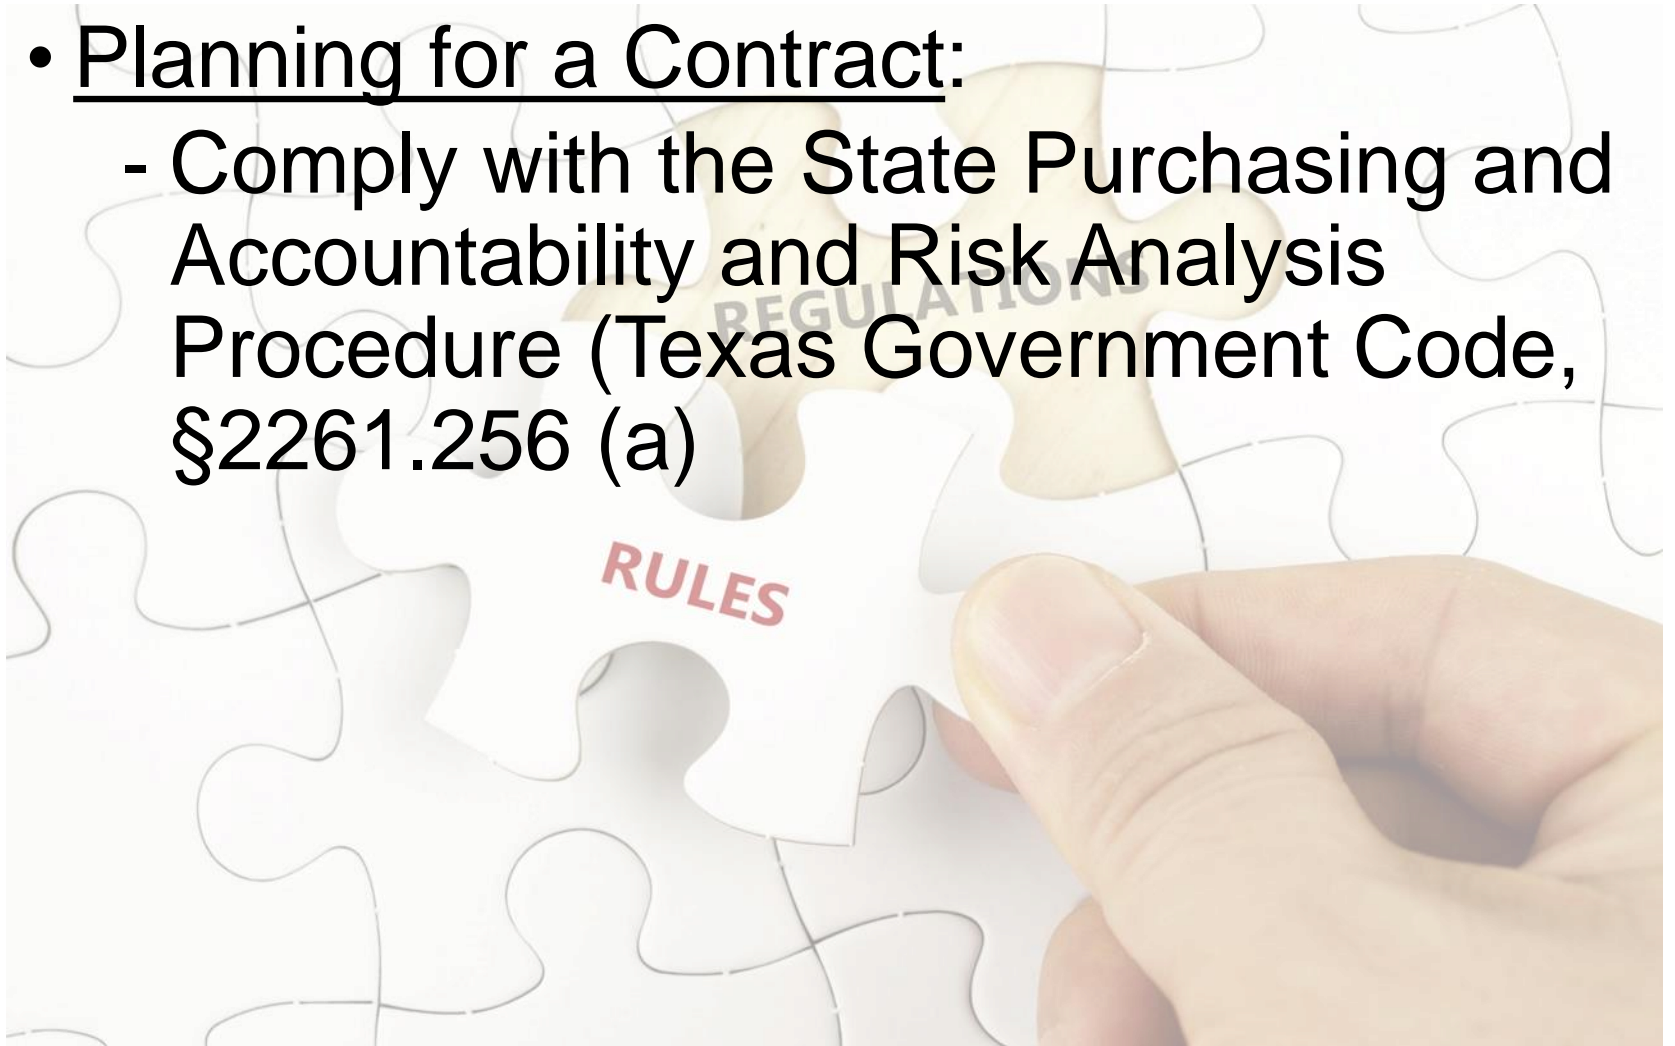 • Planning for a Contract:
- Comply with the State Purchasing and
Accountability and Risk Analysis
REGULATIONS
Procedure (Texas Government Code,
§2261.256 (a)
RULES